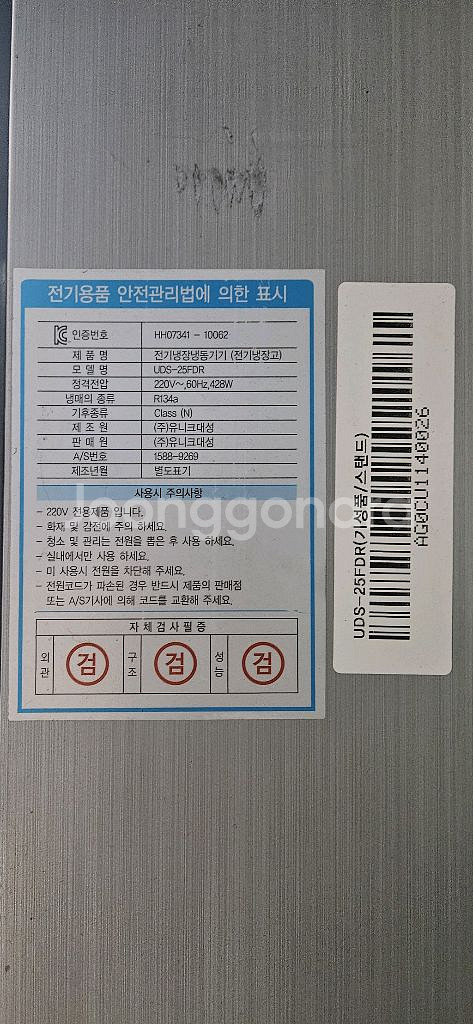 전기용품 안전관리법에 의한 표시
인증번호 HH07341 - 10062
제 품 명 전기냉장냉동기기 (전기냉장고)
모 델 명 UDS-25FDR
정격전압 220V~,60Hz,428W
냉매의 종류 R134a
기후종류 Class (N)
제 조 원 (주)유니크대성
판 매 원 (주)유니크대성
A/S번호 1588-9269
제조년월 별도표기
사용시 주의사항
- 220V 전용제품 입니다.
- 화재 및 감전에 주의 하세요.
- 청소 및 관리는 전원을 뽑은 후 사용 하세요.
- 실내에서만 사용 하세요.
- 미 사용시 전원을 차단해 주세요.
- 전원코드가 파손된 경우 반드시 제품의 판매점
또는 A/S기사에 의해 코드를 교환해 주세요.
자 체 검 사 필 증
외관 검 구조 검 성능 검
UDS-25FDR(기성품/스탠드)
AQ0CU1140026